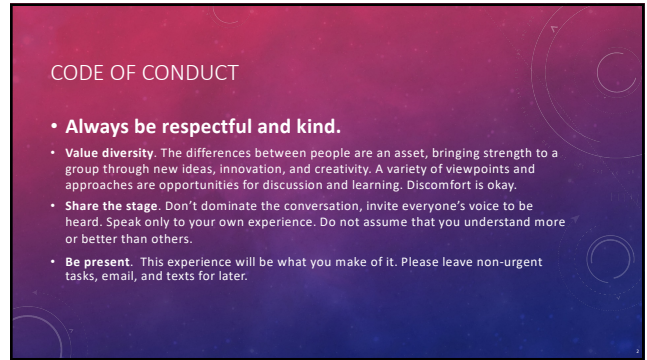 CODE OF CONDUCT
• Always be respectful and kind.
• Value diversity. The differences between people are an asset, bringing strength to a
group through new ideas, innovation, and creativity. A variety of viewpoints and
approaches are opportunities for discussion and learning. Discomfort is okay.
• Share the stage. Don't dominate the conversation, invite everyone's voice to be
heard. Speak only to your own experience. Do not assume that you understand more
or better than others.
• Be present.  This experience will be what you make of it. Please leave non-urgent
tasks, email, and texts for later.
2